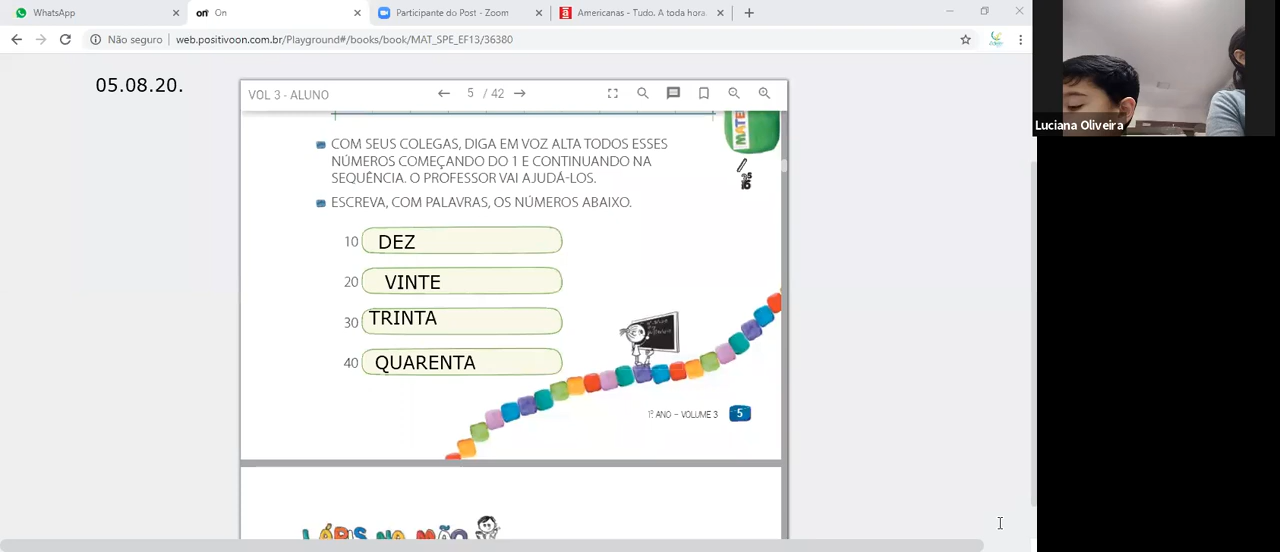 WhatsApp
On
Participante do Post - Zoom
Americanas - Tudo. A toda hora.
Não seguro
web.positivoon.com.br/Playground#/books/book/MAT_SPE_EF13/36380
05.08.20.
VOL 3 - ALUNO
5 / 42
Luciana Oliveira
COM SEUS COLEGAS, DIGA EM VOZ ALTA TODOS ESSES
NÚMEROS COMEÇANDO DO 1 E CONTINUANDO NA
SEQUÊNCIA. O PROFESSOR VAI AJUDÁ-LOS.
ESCREVA, COM PALAVRAS, OS NÚMEROS ABAIXO.
10 DEZ
20 VINTE
30 TRINTA
40 QUARENTA
1º. ANO – VOLUME 3 5
LÁPIS NA MÃO